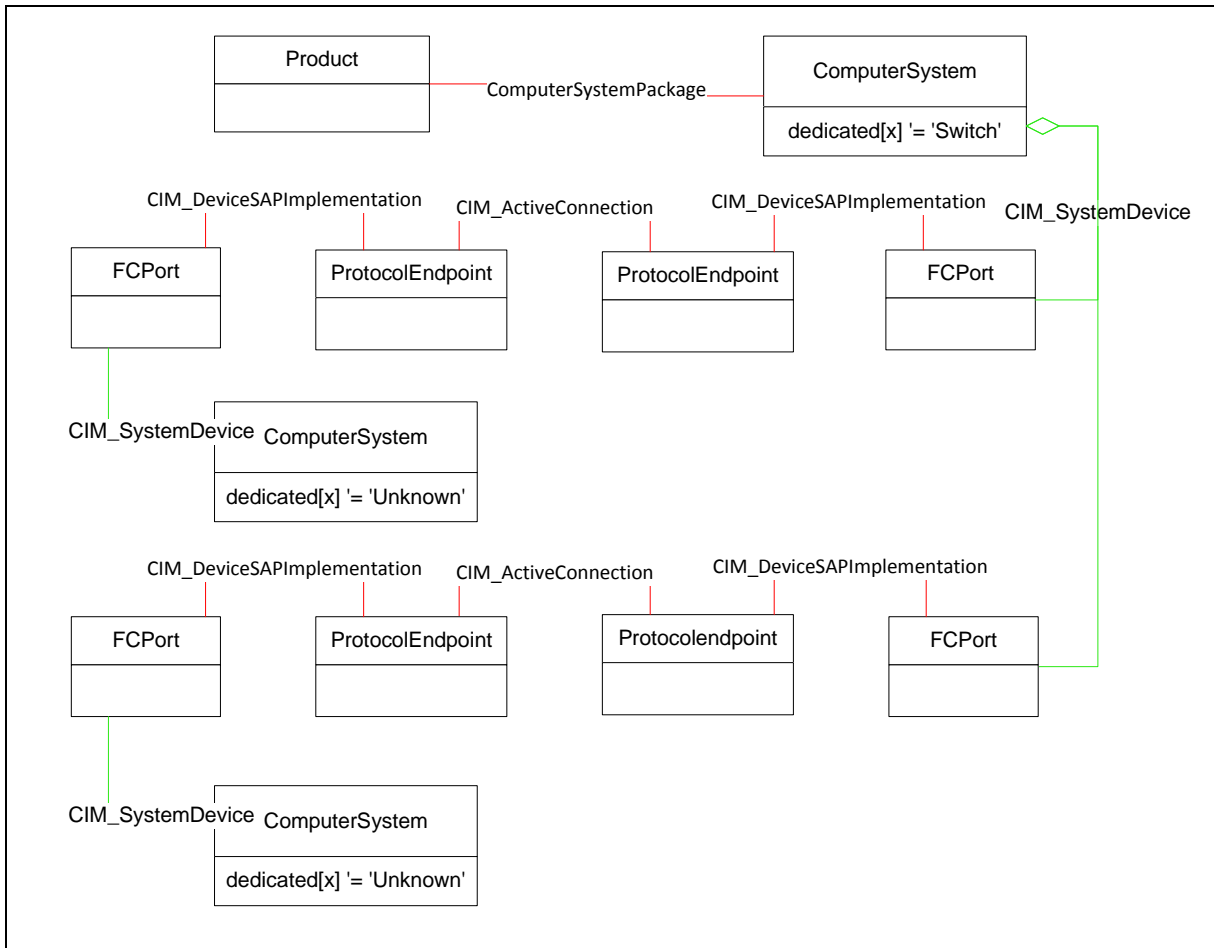 Product
ComputerSystem
ComputerSystemPackage
dedicated[x] '= 'Switch'
CIM_DeviceSAPImplementation
CIM_ActiveConnection
CIM_DeviceSAPImplementation
CIM_SystemDevice
FCPort
ProtocolEndpoint
ProtocolEndpoint
FCPort
CIM_SystemDevice
ComputerSystem
dedicated[x] '= 'Unknown'
CIM_DeviceSAPImplementation
CIM_ActiveConnection
CIM_DeviceSAPImplementation
FCPort
ProtocolEndpoint
Protocolendpoint
FCPort
CIM_SystemDevice
ComputerSystem
dedicated[x] '= 'Unknown'